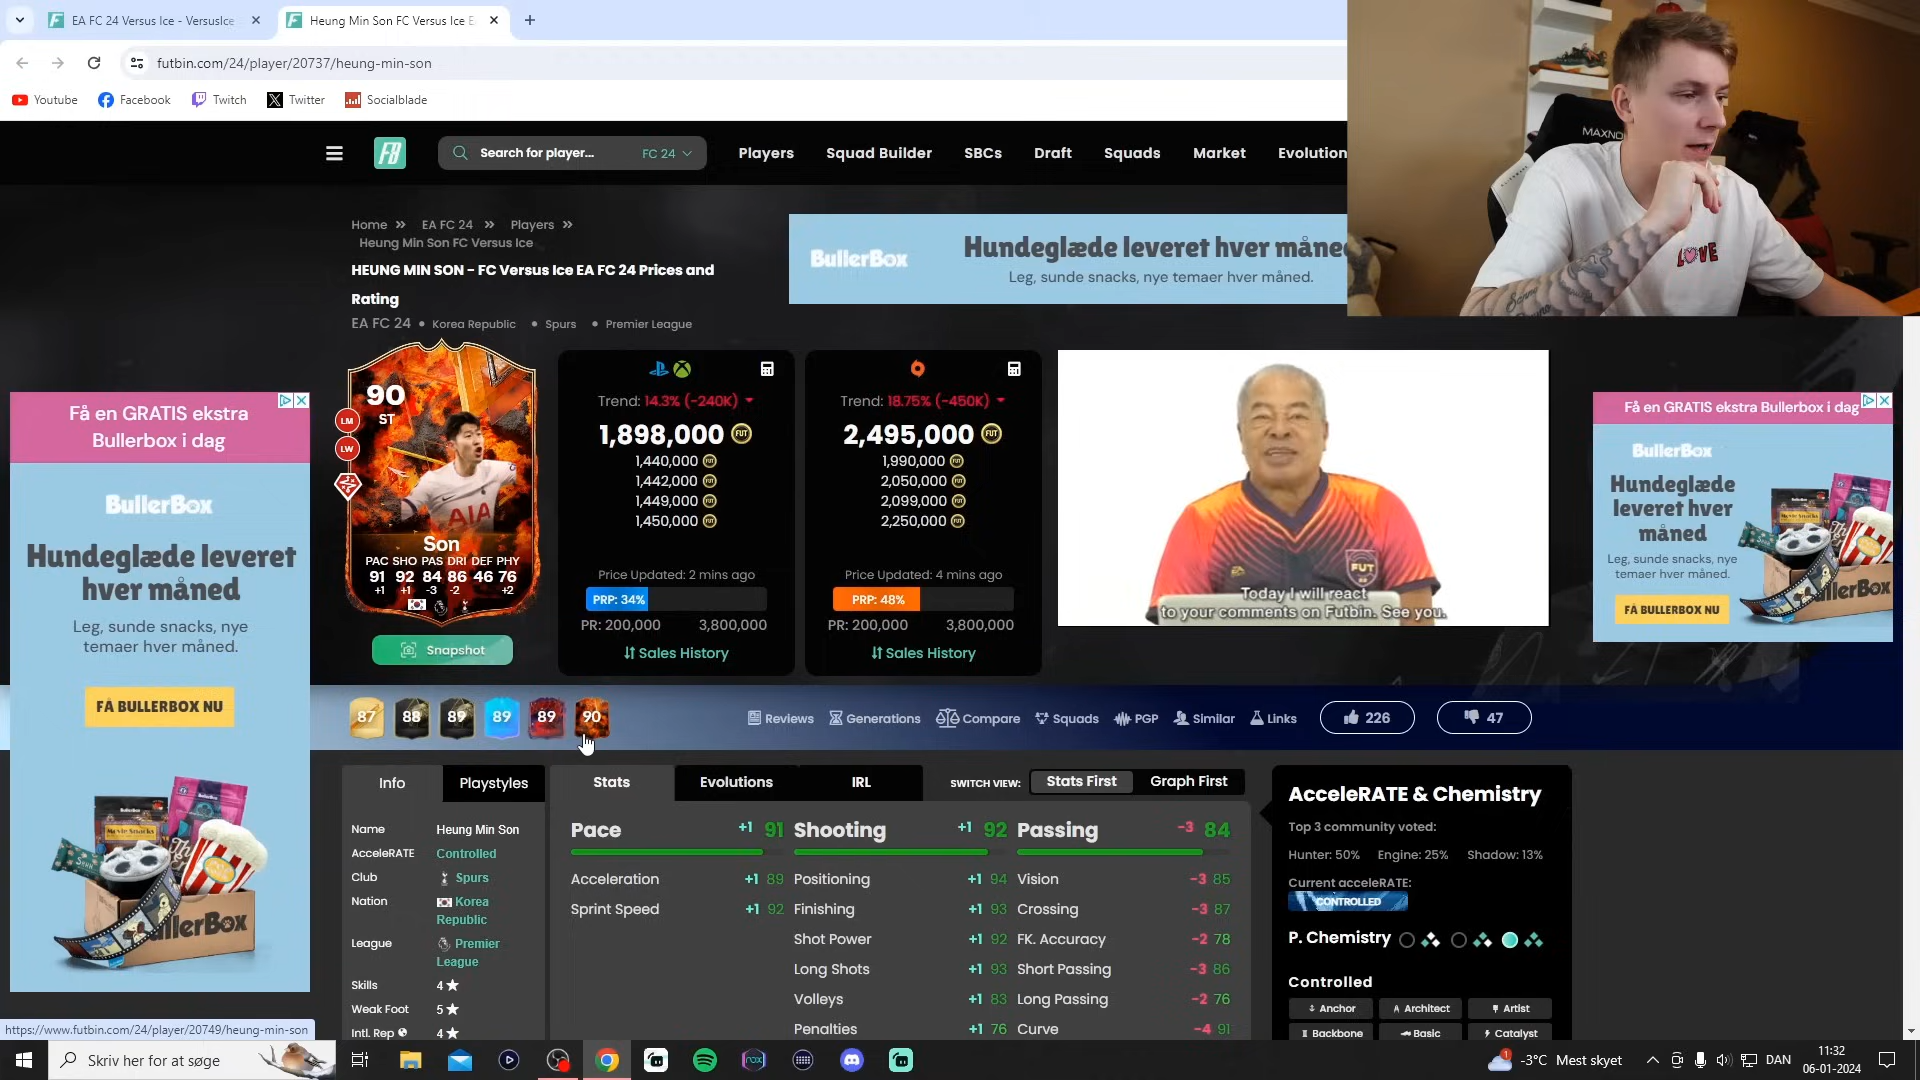 EA FC 24 Versus Ice - VersusIce
Heung Min Son FC Versus Ice E
futbin.com/24/player/20737/heung-min-son
Youtube
Facebook
Twitch
Twitter
Socialblade
Search for player...
FC 24
Players
Squad Builder
SBCs
Draft
Squads
Market
Evolution
MAXNO
LOVE
Home » EA FC 24 » Players »
Heung Min Son FC Versus Ice
HEUNG MIN SON - FC Versus Ice EA FC 24 Prices and
Rating
EA FC 24 • Korea Republic • Spurs • Premier League
BullerBox
Hundeglæde leveret hver måned
Leg, sunde snacks, nye temaer hver måned.
Få en GRATIS ekstra
Bullerbox i dag
BullerBox
Hundeglæde leveret
hver måned
Leg, sunde snacks, nye
temaer hver måned.
FÅ BULLERBOX NU
90
ST
LM
LW
AIA
Son
PAC SHO PAS DRI DEF PHY
91 92 84 86 46 76
+1 +1 -3 -2 +2
Snapshot
Trend: 14.3% (-240K)
1,898,000
1,440,000
1,442,000
1,449,000
1,450,000
Price Updated: 2 mins ago
PRP: 34%
PR: 200,000 3,800,000
Sales History
Trend: 18.75% (-450K)
2,495,000
1,990,000
2,050,000
2,099,000
2,250,000
Price Updated: 4 mins ago
PRP: 48%
PR: 200,000 3,800,000
Sales History
FUT
Today I will react
to your comments on Futbin. See you.
Få en GRATIS ekstra Bullerbox i dag
BullerBox
Hundeglæde
leveret hver
måned
Leg, sunde snacks, nye
temaer hver måned.
FÅ BULLERBOX NU
87 88 89 89 89 90
Reviews
Generations
Compare
Squads
PGP
Similar
Links
226
47
Info
Playstyles
Stats
Evolutions
IRL
SWITCH VIEW:
Stats First
Graph First
Name Heung Min Son
AcceleRATE Controlled
Club Spurs
Nation Korea
Republic
League Premier
League
Skills 4
Weak Foot 5
Intl. Rep 4
Pace +1 91
Acceleration +1 89
Sprint Speed +1 92
Shooting +1 92
Positioning +1 94
Finishing +1 93
Shot Power +1 92
Long Shots +1 93
Volleys +1 83
Penalties +1 76
Passing -3 84
Vision -3 85
Crossing -3 87
FK. Accuracy -2 78
Short Passing -3 86
Long Passing -2 76
Curve -4 91
AcceleRATE & Chemistry
Top 3 community voted:
Hunter: 50% Engine: 25% Shadow: 13%
Current acceleRATE:
CONTROLLED
P. Chemistry
Controlled
Anchor
Architect
Artist
Backbone
Basic
Catalyst
https://www.futbin.com/24/player/20749/heung-min-son
Skriv her for at søge
-3°C Mest skyet
DAN
11:32
06-01-2024